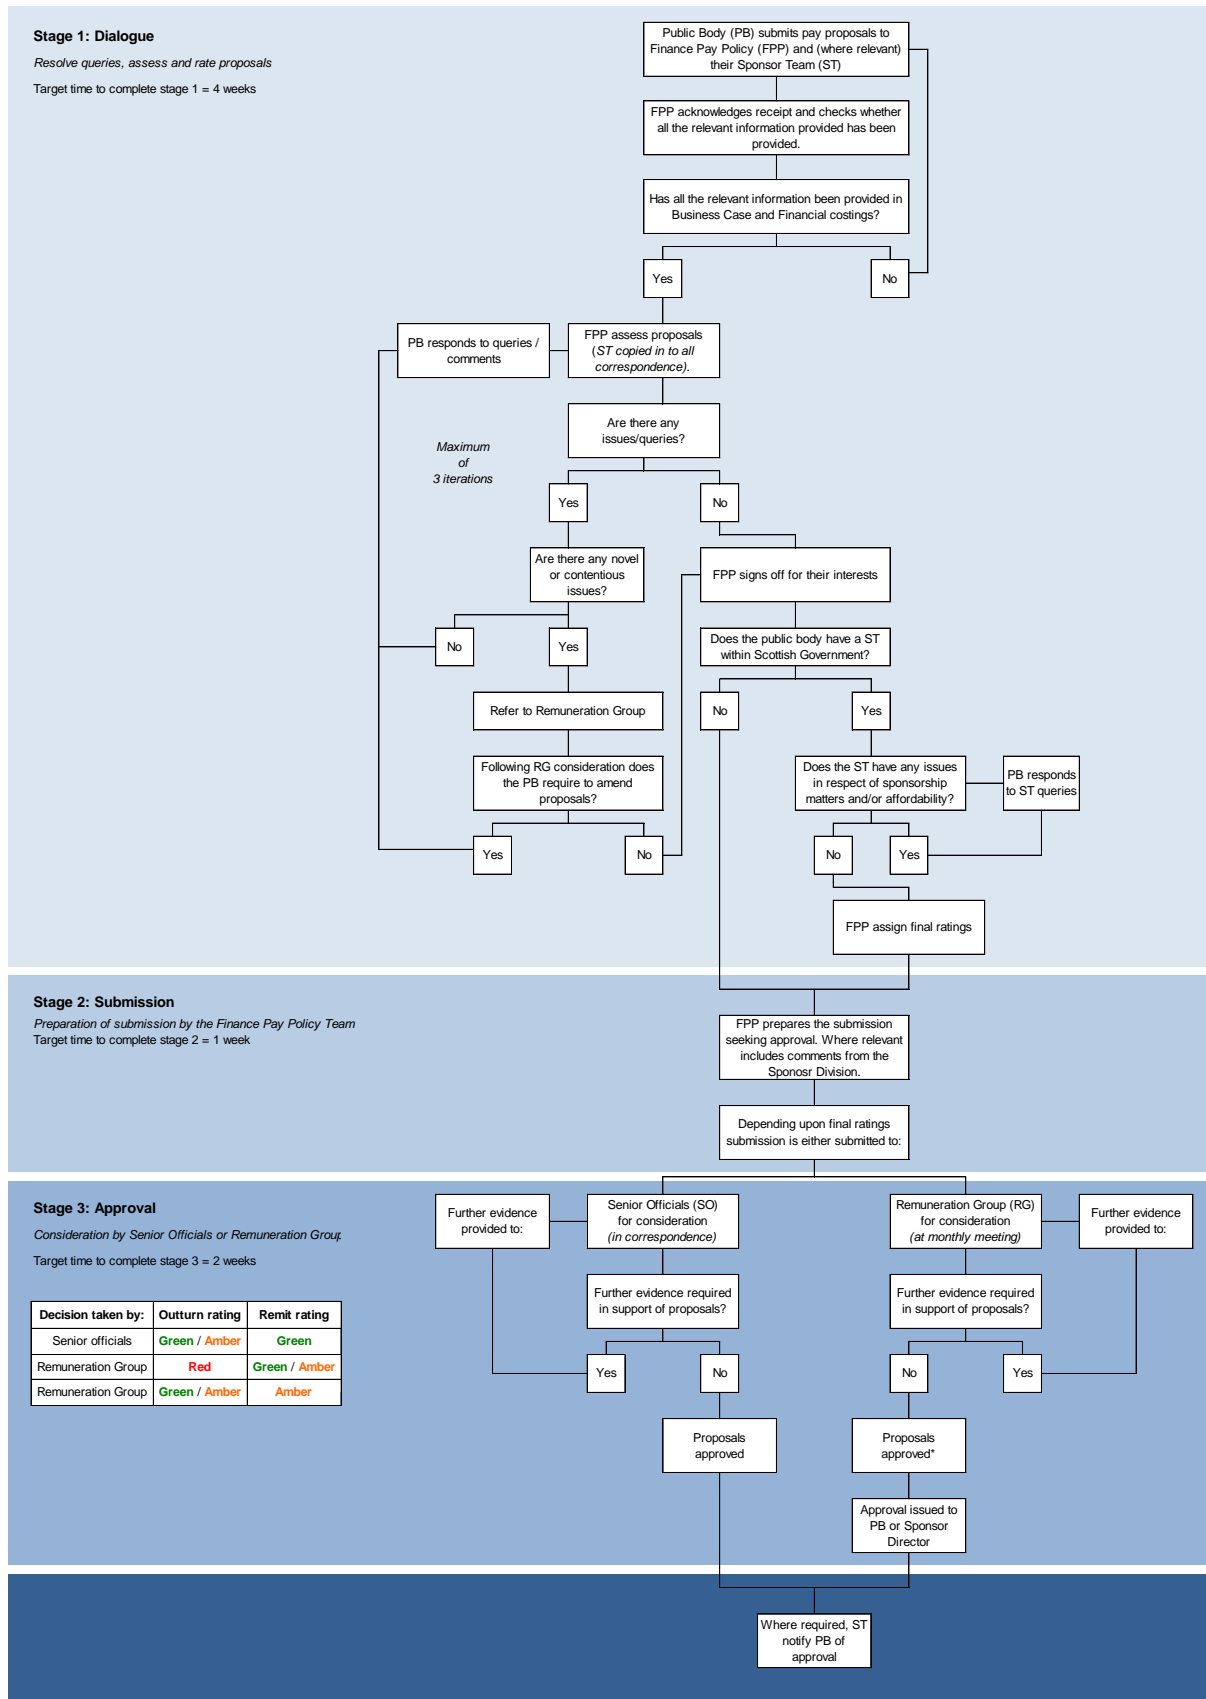 Stage 1: Dialogue
Resolve queries, assess and rate proposals
Target time to complete stage 1 = 4 weeks
Public Body (PB) submits pay proposals to
Finance Pay Policy (FPP) and (where relevant)
their Sponsor Team (ST)
FPP acknowledges receipt and checks whether
all the relevant information provided has been
provided.
Has all the relevant information been provided in
Business Case and Financial costings?
Yes
No
PB responds to queries /
comments
FPP assess proposals
(ST copied in to all
correspondence).
Are there any
issues/queries?
Maximum
of
3 iterations
Yes
No
Are there any novel
or contentious
issues?
FPP signs off for their interests
No
Yes
Does the public body have a ST
within Scottish Government?
Refer to Remuneration Group
No
Yes
Following RG consideration does
the PB require to amend
proposals?
Does the ST have any issues
in respect of sponsorship
matters and/or affordability?
PB responds
to ST queries
Yes
No
No
Yes
FPP assign final ratings
Stage 2: Submission
Preparation of submission by the Finance Pay Policy Team
Target time to complete stage 2 = 1 week
FPP prepares the submission
seeking approval. Where relevant
includes comments from the
Sponosr Division.
Depending upon final ratings
submission is either submitted to:
Stage 3: Approval
Consideration by Senior Officials or Remuneration Group
Target time to complete stage 3 = 2 weeks
Further evidence
provided to:
Senior Officials (SO)
for consideration
(in correspondence)
Remuneration Group (RG)
for consideration
(at monthly meeting)
Further evidence
provided to:
Further evidence required
in support of proposals?
Further evidence required
in support of proposals?
Decision taken by: Outturn rating Remit rating
Senior officials Green / Amber Green
Remuneration Group Red Green / Amber
Remuneration Group Green / Amber Amber
Yes
No
No
Yes
Proposals
approved
Proposals
approved*
Approval issued to
PB or Sponsor
Director
Where required, ST
notify PB of
approval